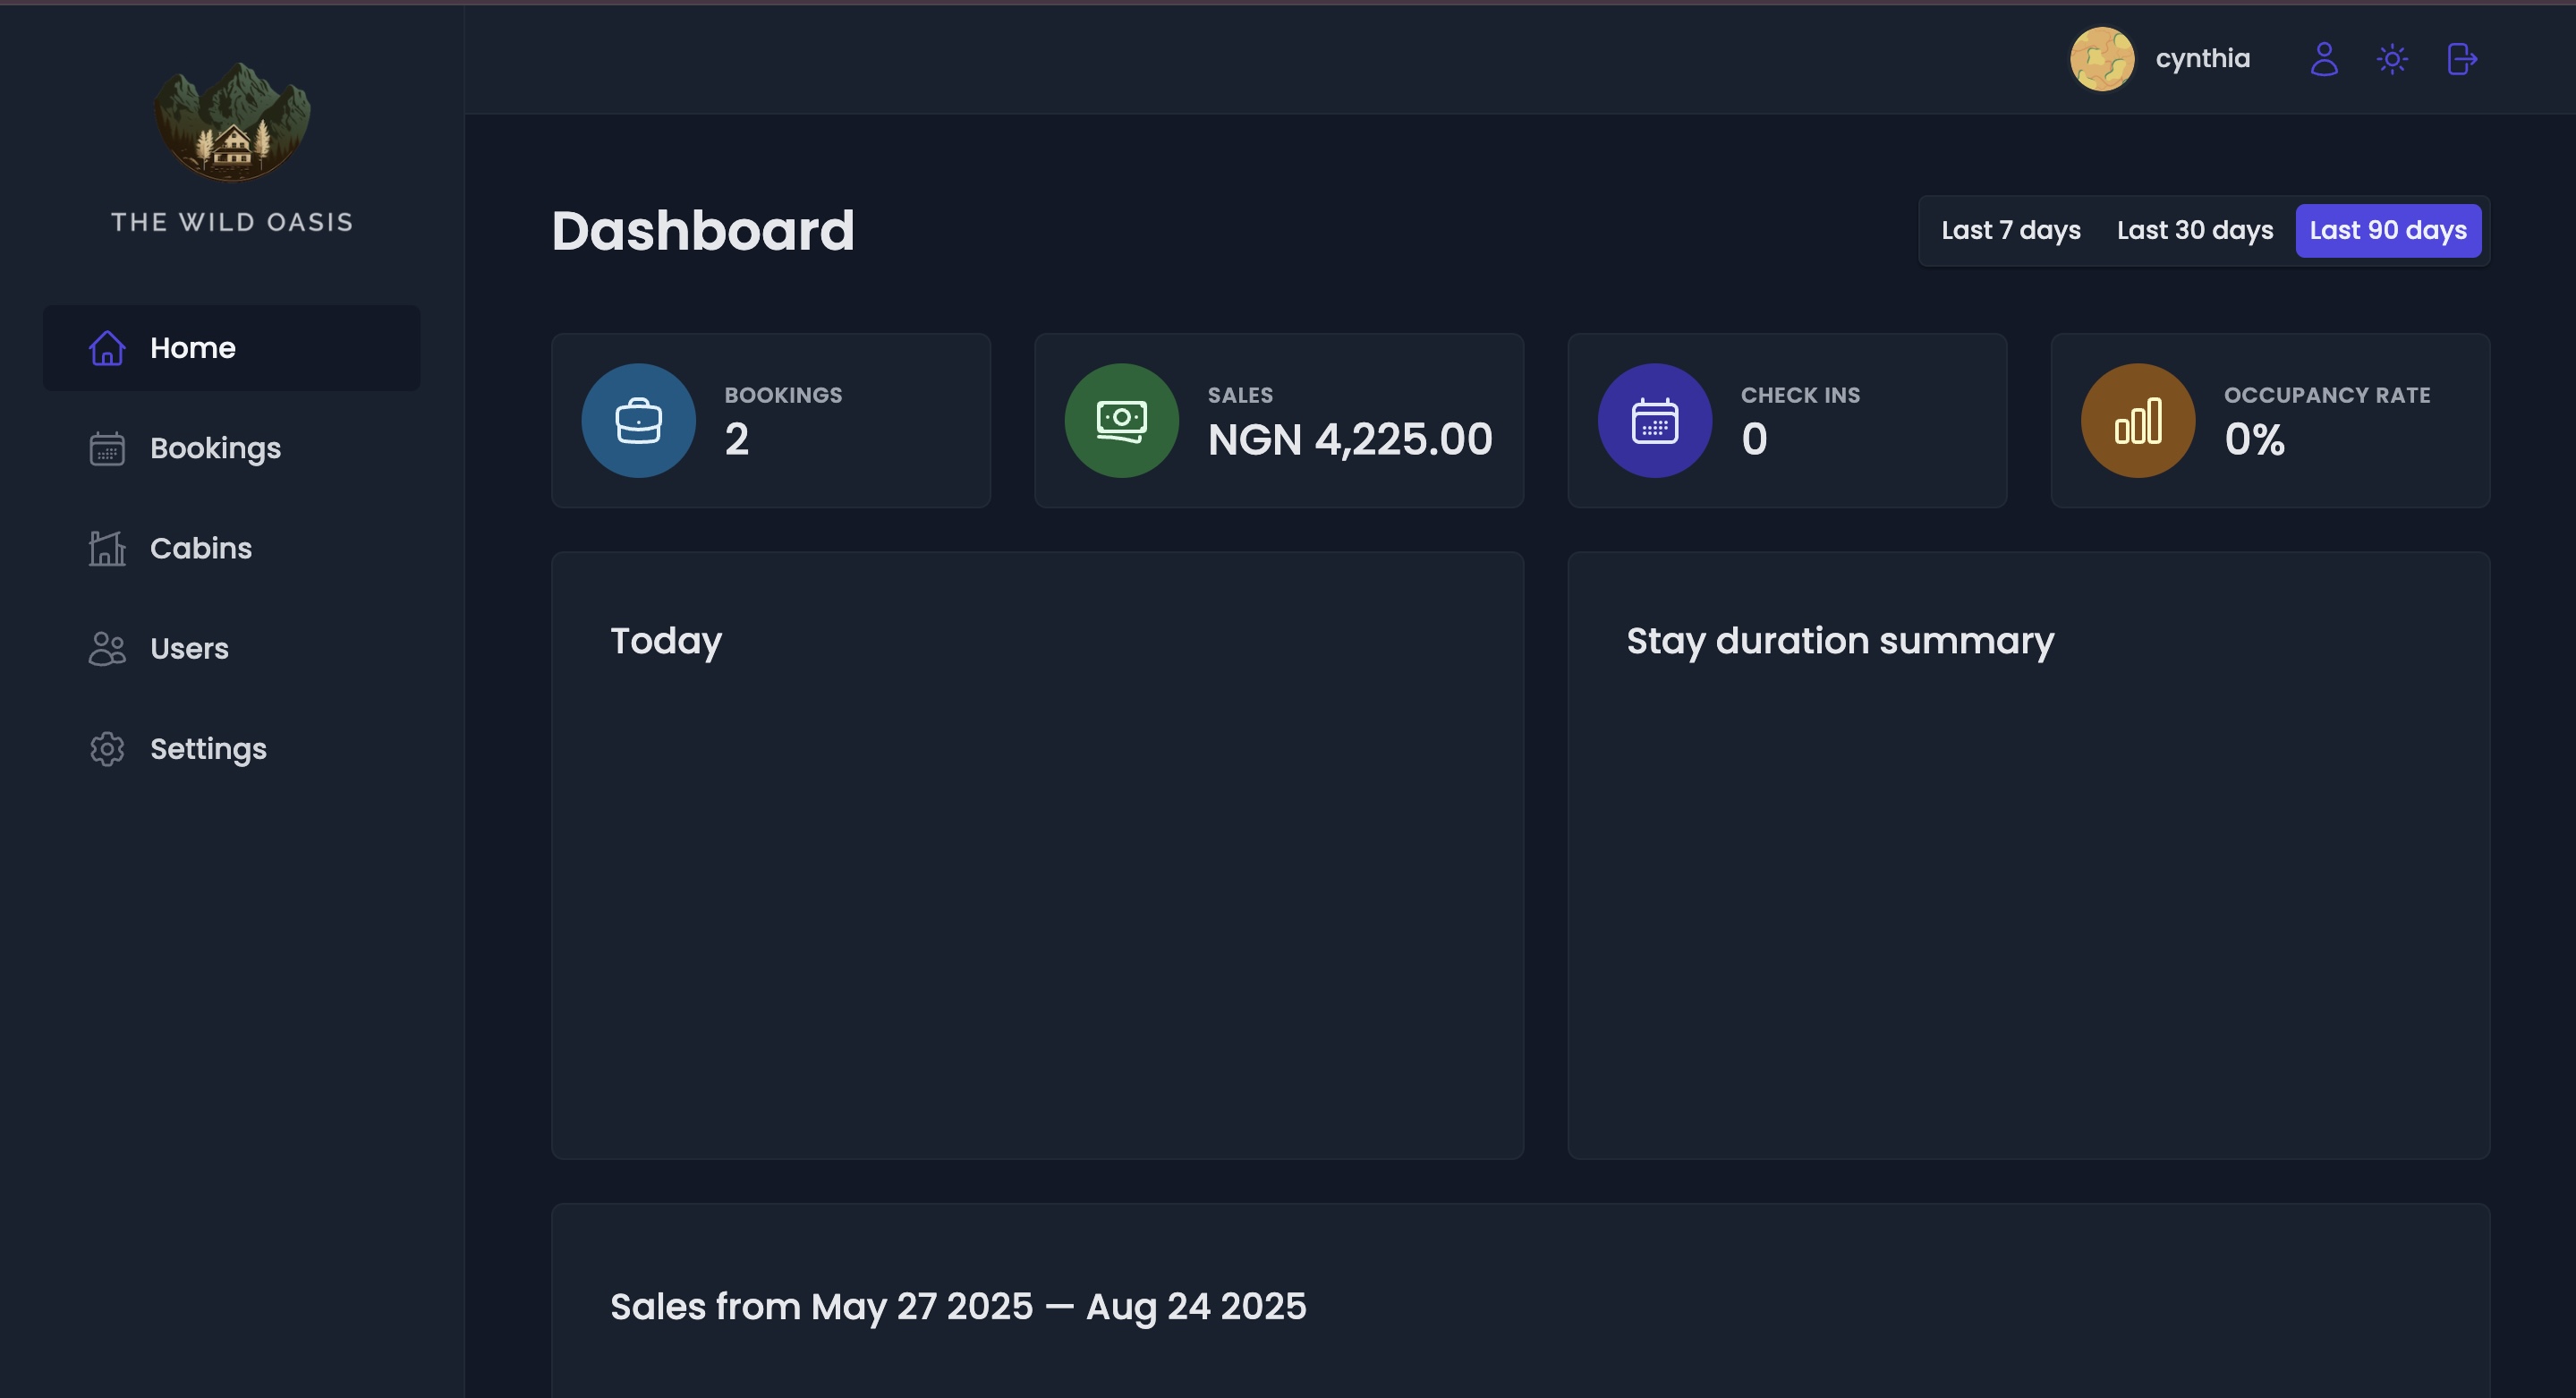 THE WILD OASIS
Home
Bookings
Cabins
Users
Settings
cynthia
Dashboard
Last 7 days
Last 30 days
Last 90 days
BOOKINGS
2
SALES
NGN 4,225.00
CHECK INS
0
OCCUPANCY RATE
0%
Today
Stay duration summary
Sales from May 27 2025 — Aug 24 2025